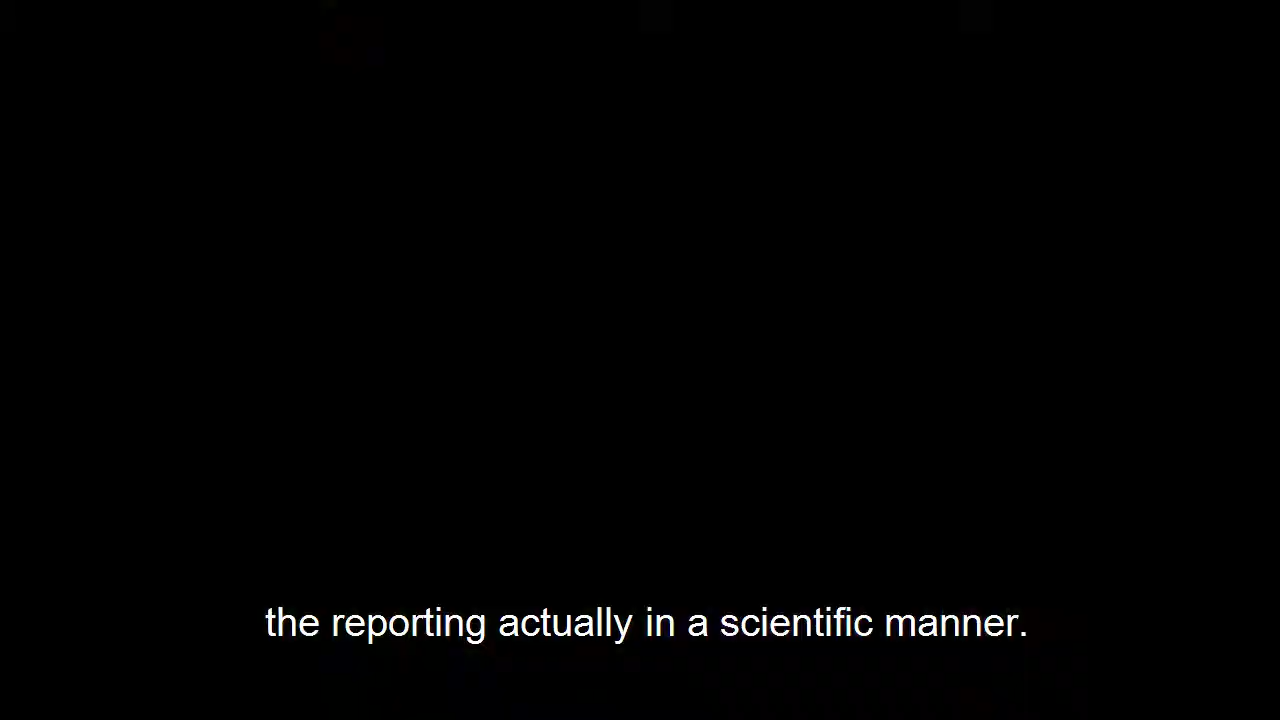 the reporting actually in a scientific manner.